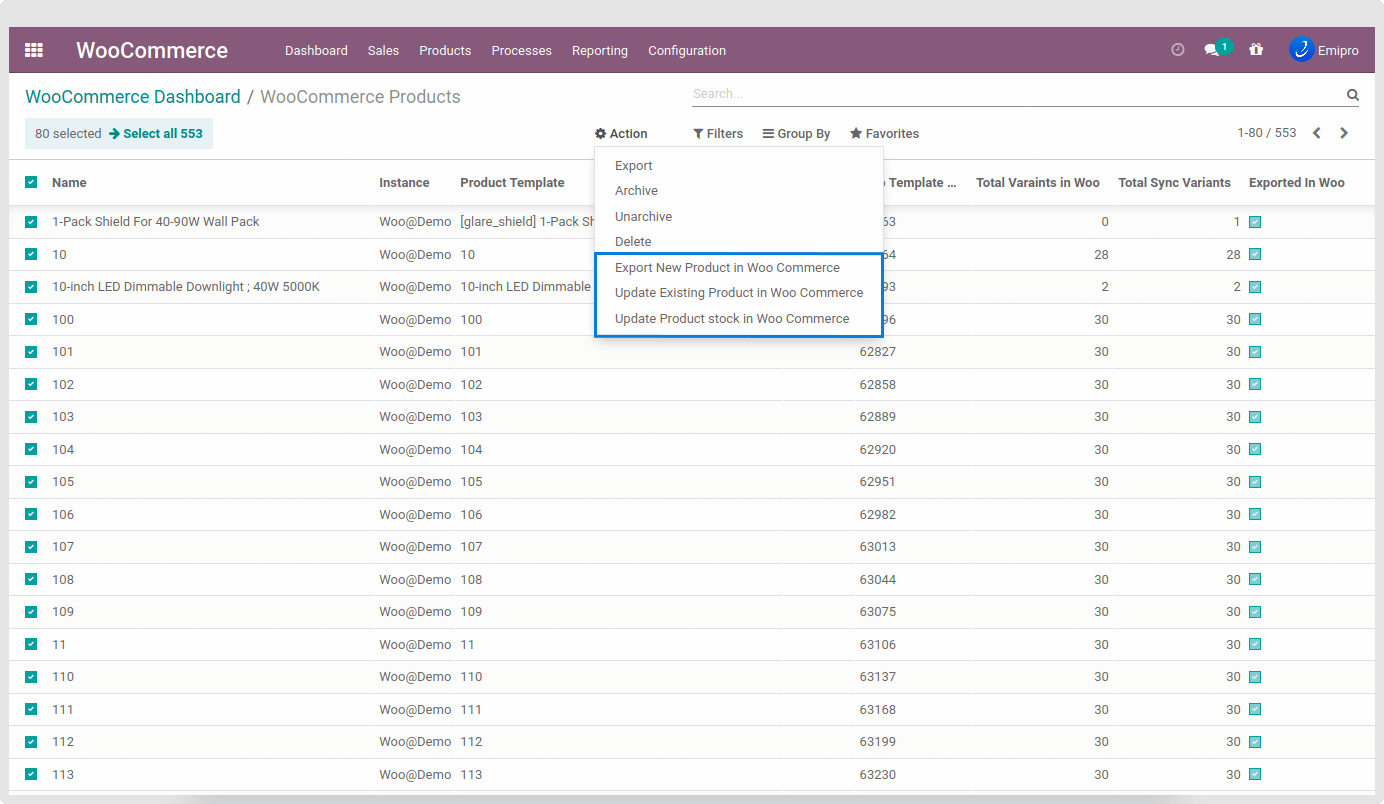 WooCommerce Dashboard Sales Products Processes Reporting Configuration 1 Emipro
WooCommerce Dashboard / WooCommerce Products Search...
80 selected Select all 553 Action Filters Group By Favorites 1-80 / 553
Export
Archive
Unarchive
Delete
Export New Product in Woo Commerce
Update Existing Product in Woo Commerce
Update Product stock in Woo Commerce
Name Instance Product Template Template ... Total Varaints in Woo Total Sync Variants Exported In Woo
1-Pack Shield For 40-90W Wall Pack Woo@Demo [glare_shield] 1-Pack 63 0 1
10 Woo@Demo 10 64 28 28
10-inch LED Dimmable Downlight ; 40W 5000K Woo@Demo 10-inch LED Dimmable 93 2 2
100 Woo@Demo 100 96 30 30
101 Woo@Demo 101 62827 30 30
102 Woo@Demo 102 62858 30 30
103 Woo@Demo 103 62889 30 30
104 Woo@Demo 104 62920 30 30
105 Woo@Demo 105 62951 30 30
106 Woo@Demo 106 62982 30 30
107 Woo@Demo 107 63013 30 30
108 Woo@Demo 108 63044 30 30
109 Woo@Demo 109 63075 30 30
11 Woo@Demo 11 63106 30 30
110 Woo@Demo 110 63137 30 30
111 Woo@Demo 111 63168 30 30
112 Woo@Demo 112 63199 30 30
113 Woo@Demo 113 63230 30 30